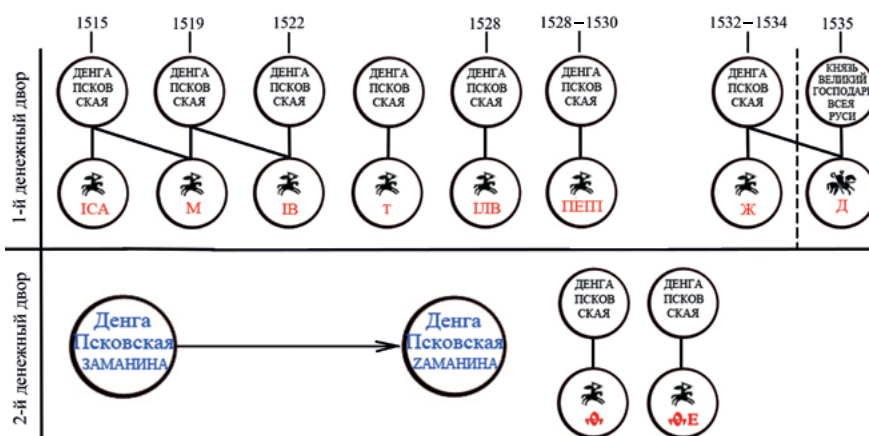 1515 1519 1522 1528 1528–1530 1532–1534 1535
1-й денежный двор
ДЕНГА
ПСКОВ
СКАЯ
ДЕНГА
ПСКОВ
СКАЯ
ДЕНГА
ПСКОВ
СКАЯ
ДЕНГА
ПСКОВ
СКАЯ
ДЕНГА
ПСКОВ
СКАЯ
ДЕНГА
ПСКОВ
СКАЯ
ДЕНГА
ПСКОВ
СКАЯ
КНЯЗЬ
ВЕЛИКИЙ
ГОСПОДАРЬ
ВСЕЯ
РУСИ
ІСА М ІВ Т ІЛВ Ж Д
2-й денежный двор
Денга
Псковская
ЗАМАНИНА
Денга
Псковская
ZАМАНИНА
ДЕНГА
ПСКОВ
СКАЯ
ДЕНГА
ПСКОВ
СКАЯ